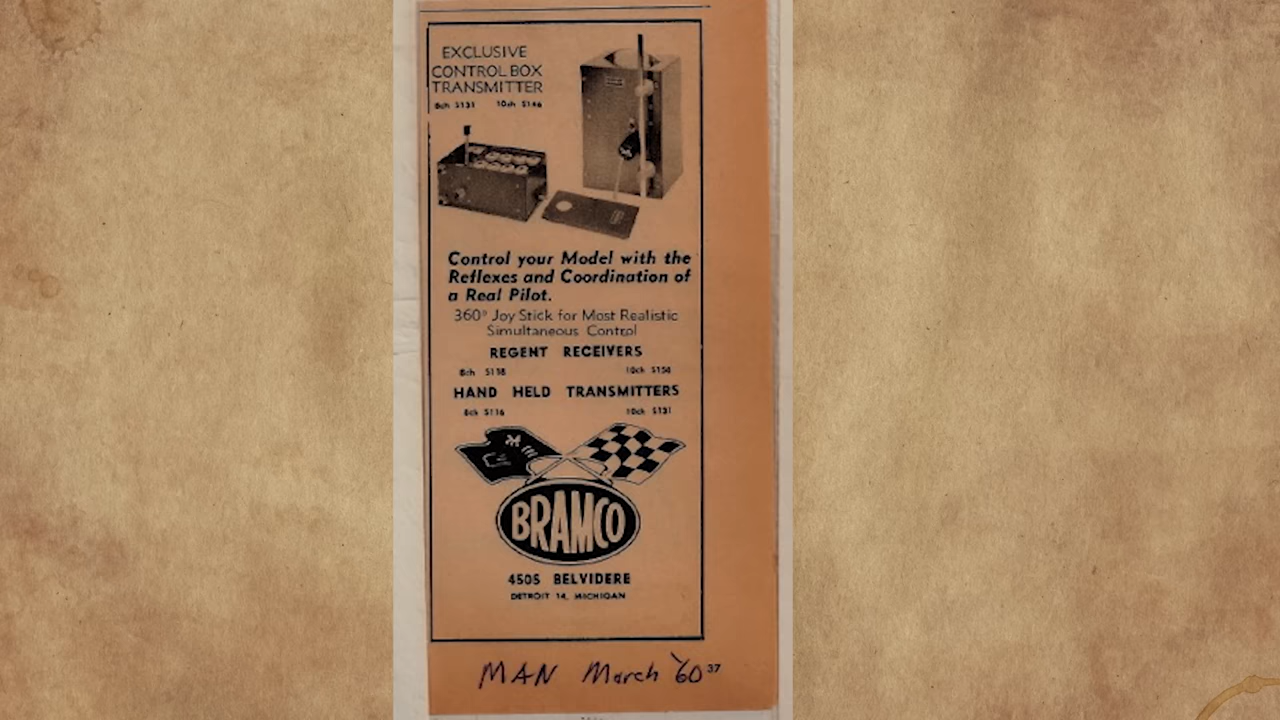 EXCLUSIVE
CONTROL BOX
TRANSMITTER
8ch $131 10ch $146
Control your Model with the
Reflexes and Coordination of
a Real Pilot.
360° Joy Stick for Most Realistic
Simultaneous Control
REGENT RECEIVERS
8ch $118 10ch
HAND HELD TRANSMITTERS
8ch $116 10ch $131
BRAMCO
4505 BELVIDERE
DETROIT 14, MICHIGAN
MAN March '60 37